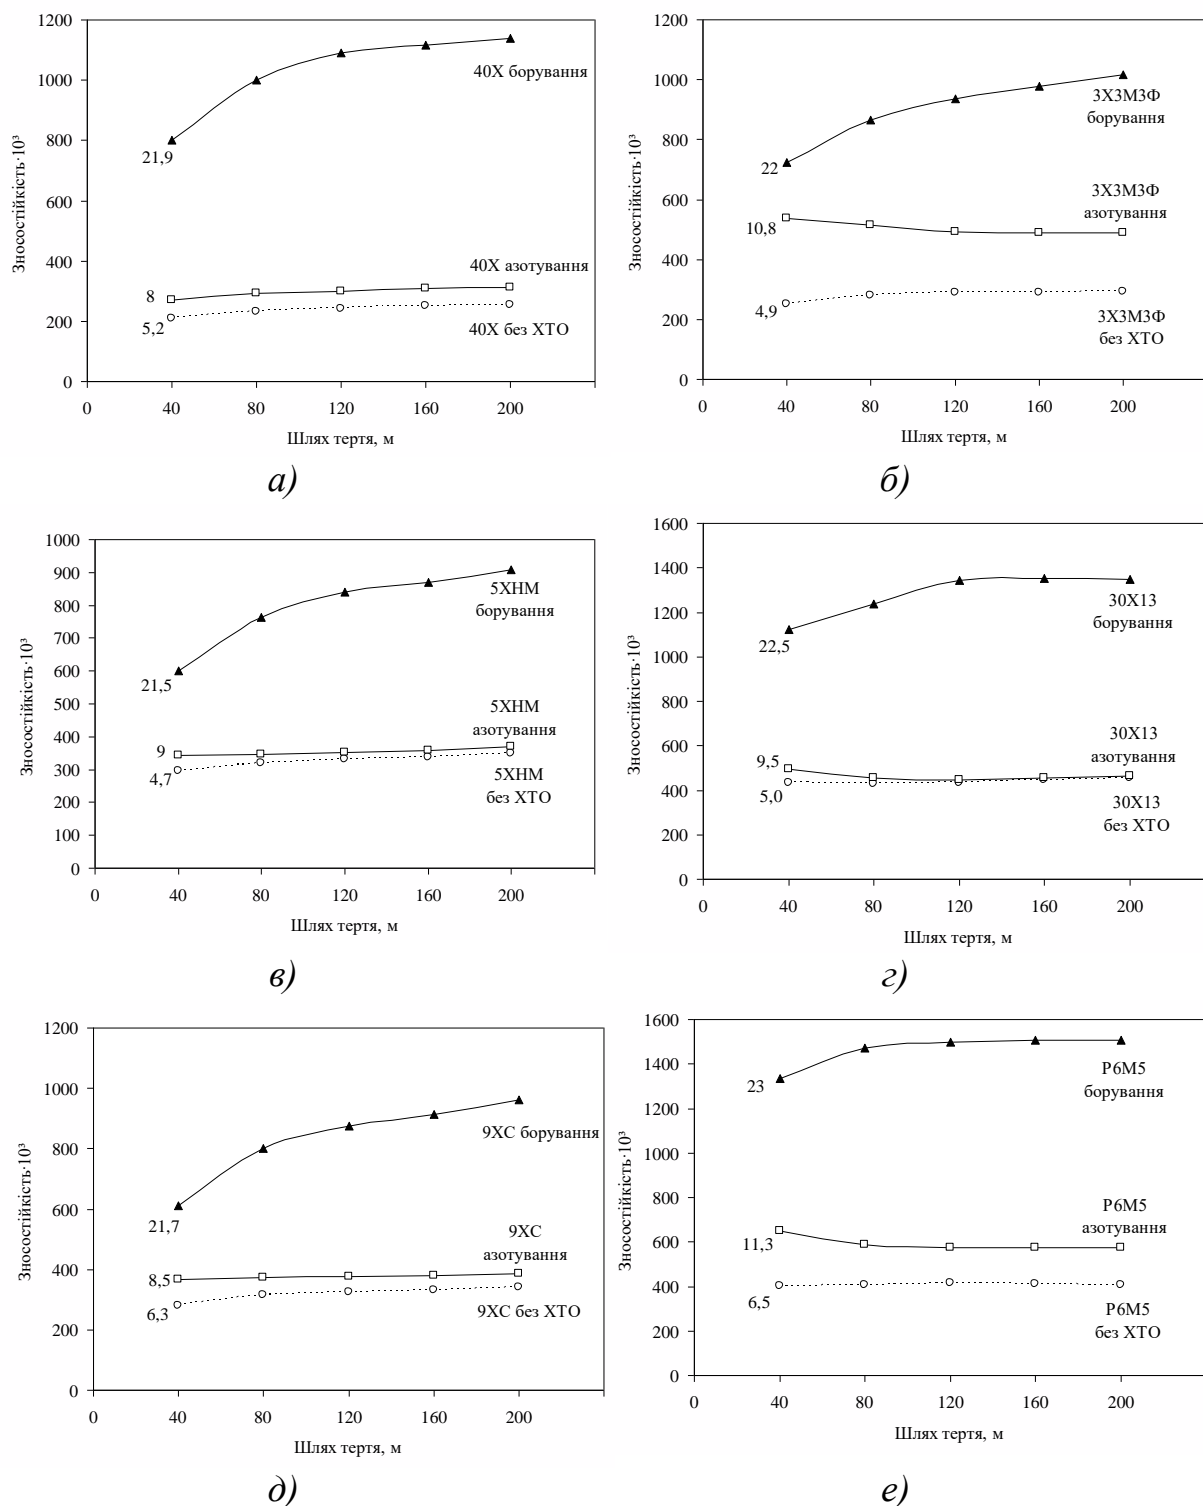 1200
1000
800
600
400
200
0
0
40
80
120
160
200
Зносостійкість·10³
Шлях тертя, м
40Х борування
21,9
40Х азотування
8
5,2
40Х без ХТО
а)
1200
1000
800
600
400
200
0
0
40
80
120
160
200
Зносостійкість·10³
Шлях тертя, м
3Х3М3Ф
борування
22
3Х3М3Ф
азотування
10,8
4,9
3Х3М3Ф
без ХТО
б)
1000
900
800
700
600
500
400
300
200
100
0
0
40
80
120
160
200
Зносостійкість·10³
Шлях тертя, м
5ХНМ
борування
21,5
5ХНМ
азотування
9
4,7
5ХНМ
без ХТО
в)
1600
1400
1200
1000
800
600
400
200
0
0
40
80
120
160
200
Зносостійкість·10³
Шлях тертя, м
30Х13
борування
22,5
30Х13
азотування
9,5
5,0
30Х13
без ХТО
г)
1200
1000
800
600
400
200
0
0
40
80
120
160
200
Зносостійкість·10³
Шлях тертя, м
9ХС борування
21,7
9ХС
азотування
8,5
6,3
9ХС без ХТО
д)
1600
1400
1200
1000
800
600
400
200
0
0
40
80
120
160
200
Зносостійкість·10³
Шлях тертя, м
Р6М5
борування
23
Р6М5
азотування
11,3
6,5
Р6М5
без ХТО
е)